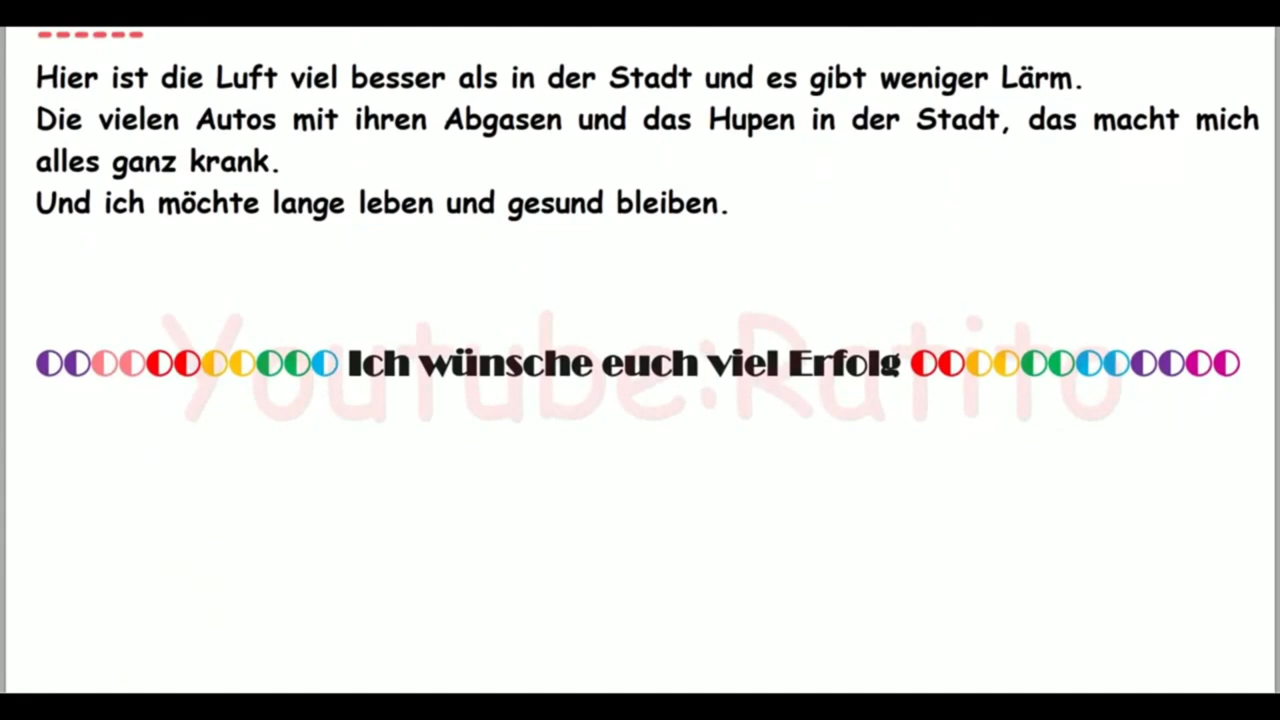 Hier ist die Luft viel besser als in der Stadt und es gibt weniger Lärm.
Die vielen Autos mit ihren Abgasen und das Hupen in der Stadt, das macht mich
alles ganz krank.
Und ich möchte lange leben und gesund bleiben.
Ich wünsche euch viel Erfolg
Youtube:Ratito